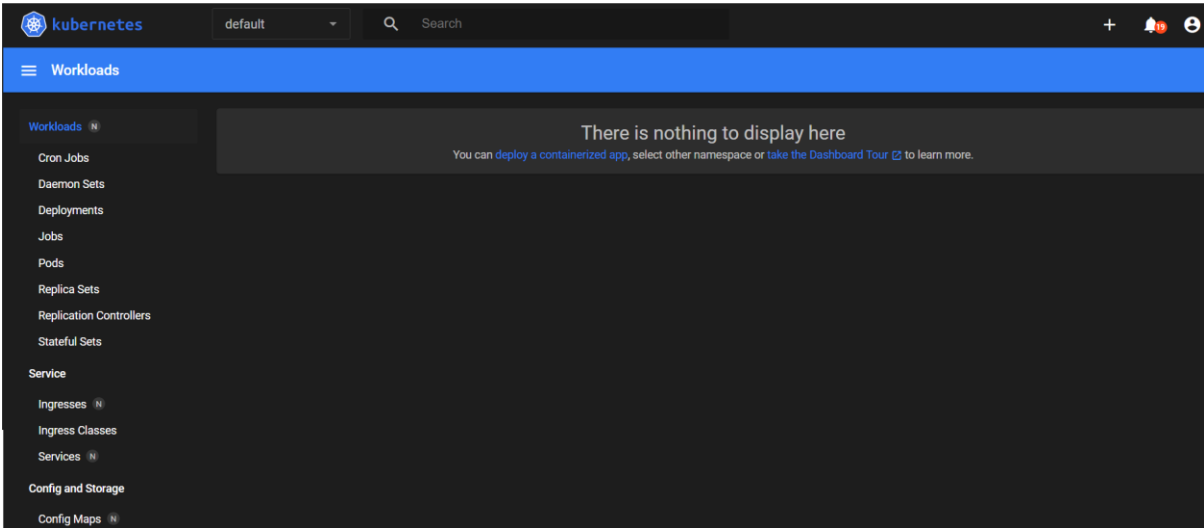 kubernetes
default
Search
19
Workloads
Workloads N
Cron Jobs
Daemon Sets
Deployments
Jobs
Pods
Replica Sets
Replication Controllers
Stateful Sets
Service
Ingresses N
Ingress Classes
Services N
Config and Storage
Config Maps N
There is nothing to display here
You can deploy a containerized app, select other namespace or take the Dashboard Tour to learn more.